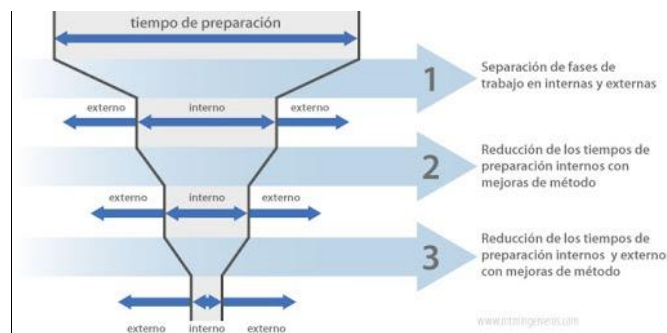 tiempo de preparación
1
Separación de fases de
trabajo en internas y externas
externo interno externo
2
Reducción de los tiempos de
preparación internos con
mejoras de método
externo interno externo
3
Reducción de los tiempos de
preparación internos y externo
con mejoras de método
externo interno externo